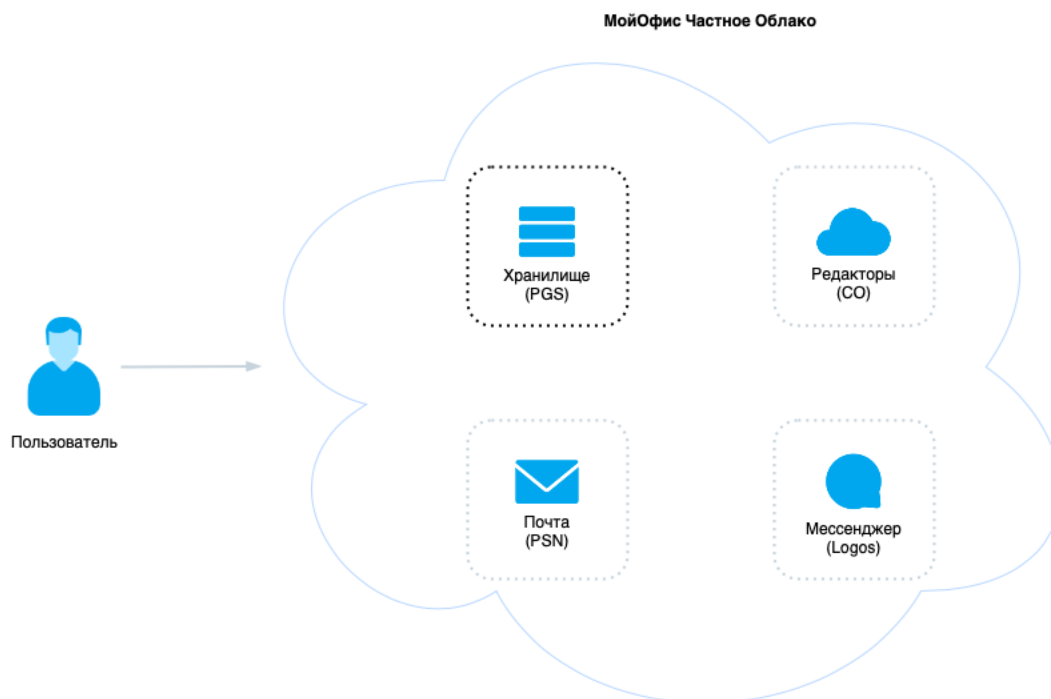 МойОфис Частное Облако
Хранилище
(PGS)
Редакторы
(CO)
Пользователь
Почта
(PSN)
Мессенджер
(Logos)